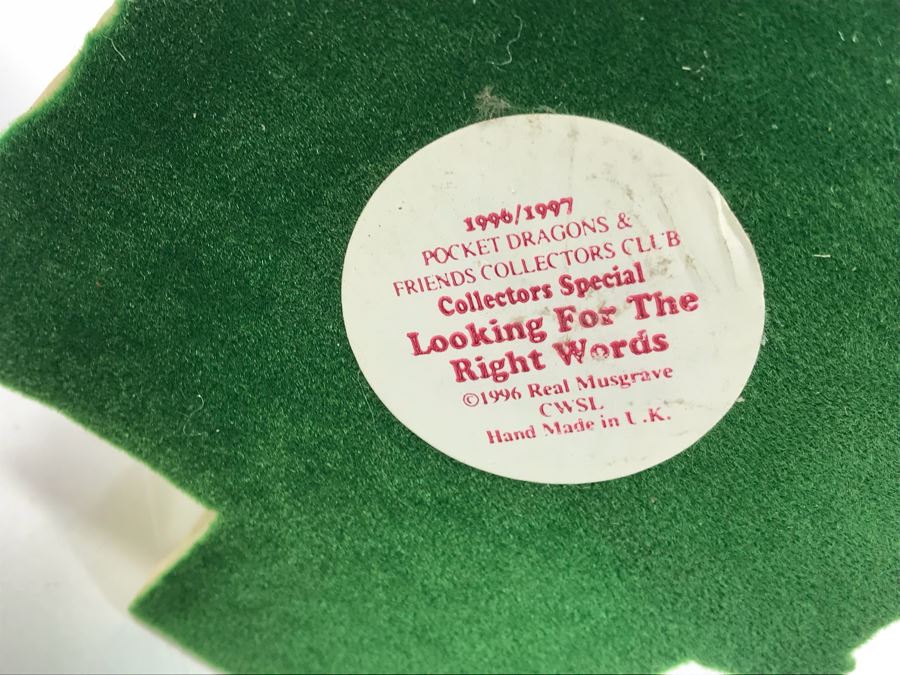 1996/1997
POCKET DRAGONS &
FRIENDS COLLECTORS CLUB
Collectors Special
Looking For The
Right Words
©1996 Real Musgrave
CWSL
Hand Made in U.K.